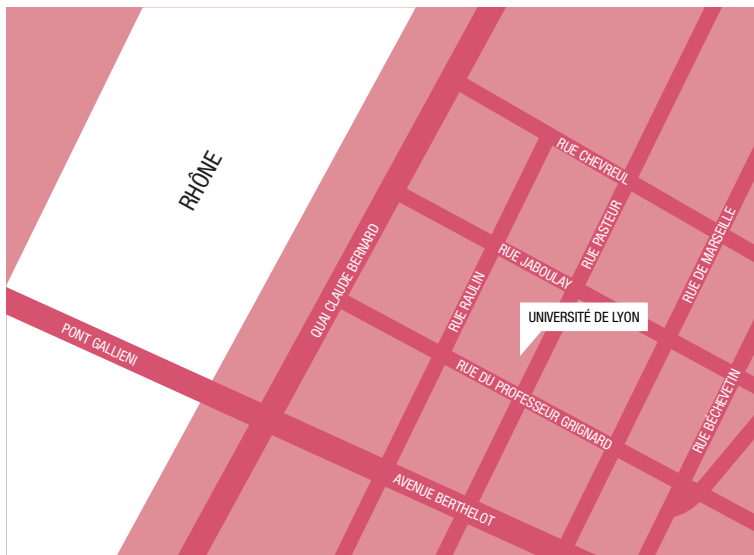 RHÔNE
RUE CHEVREUL
RUE PASTEUR
RUE DE MARSEILLE
QUAI CLAUDE BERNARD
RUE JABOULAY
RUE RAULIN
UNIVERSITÉ DE LYON
PONT GALLIENI
RUE DU PROFESSEUR GRIGNARD
RUE BÉCHEVETIN
AVENUE BERTHELOT